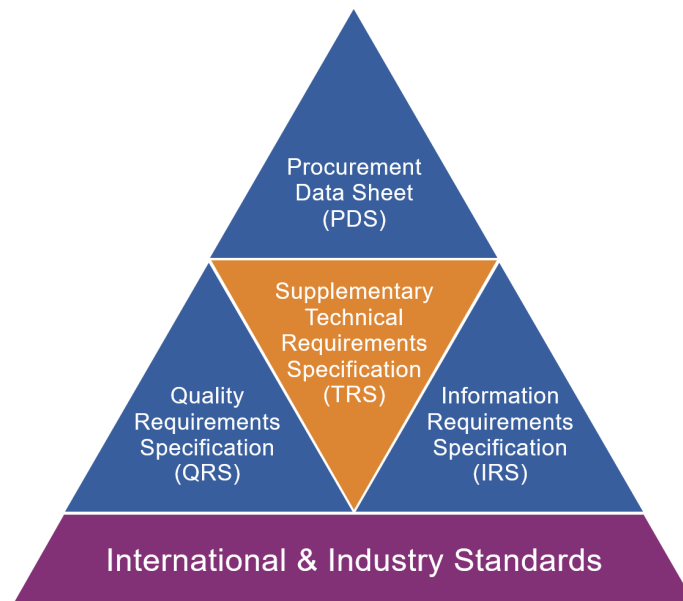 Procurement
Data Sheet
(PDS)
Supplementary
Technical
Requirements
Specification
(TRS)
Quality
Requirements
Specification
(QRS)
Information
Requirements
Specification
(IRS)
International & Industry Standards